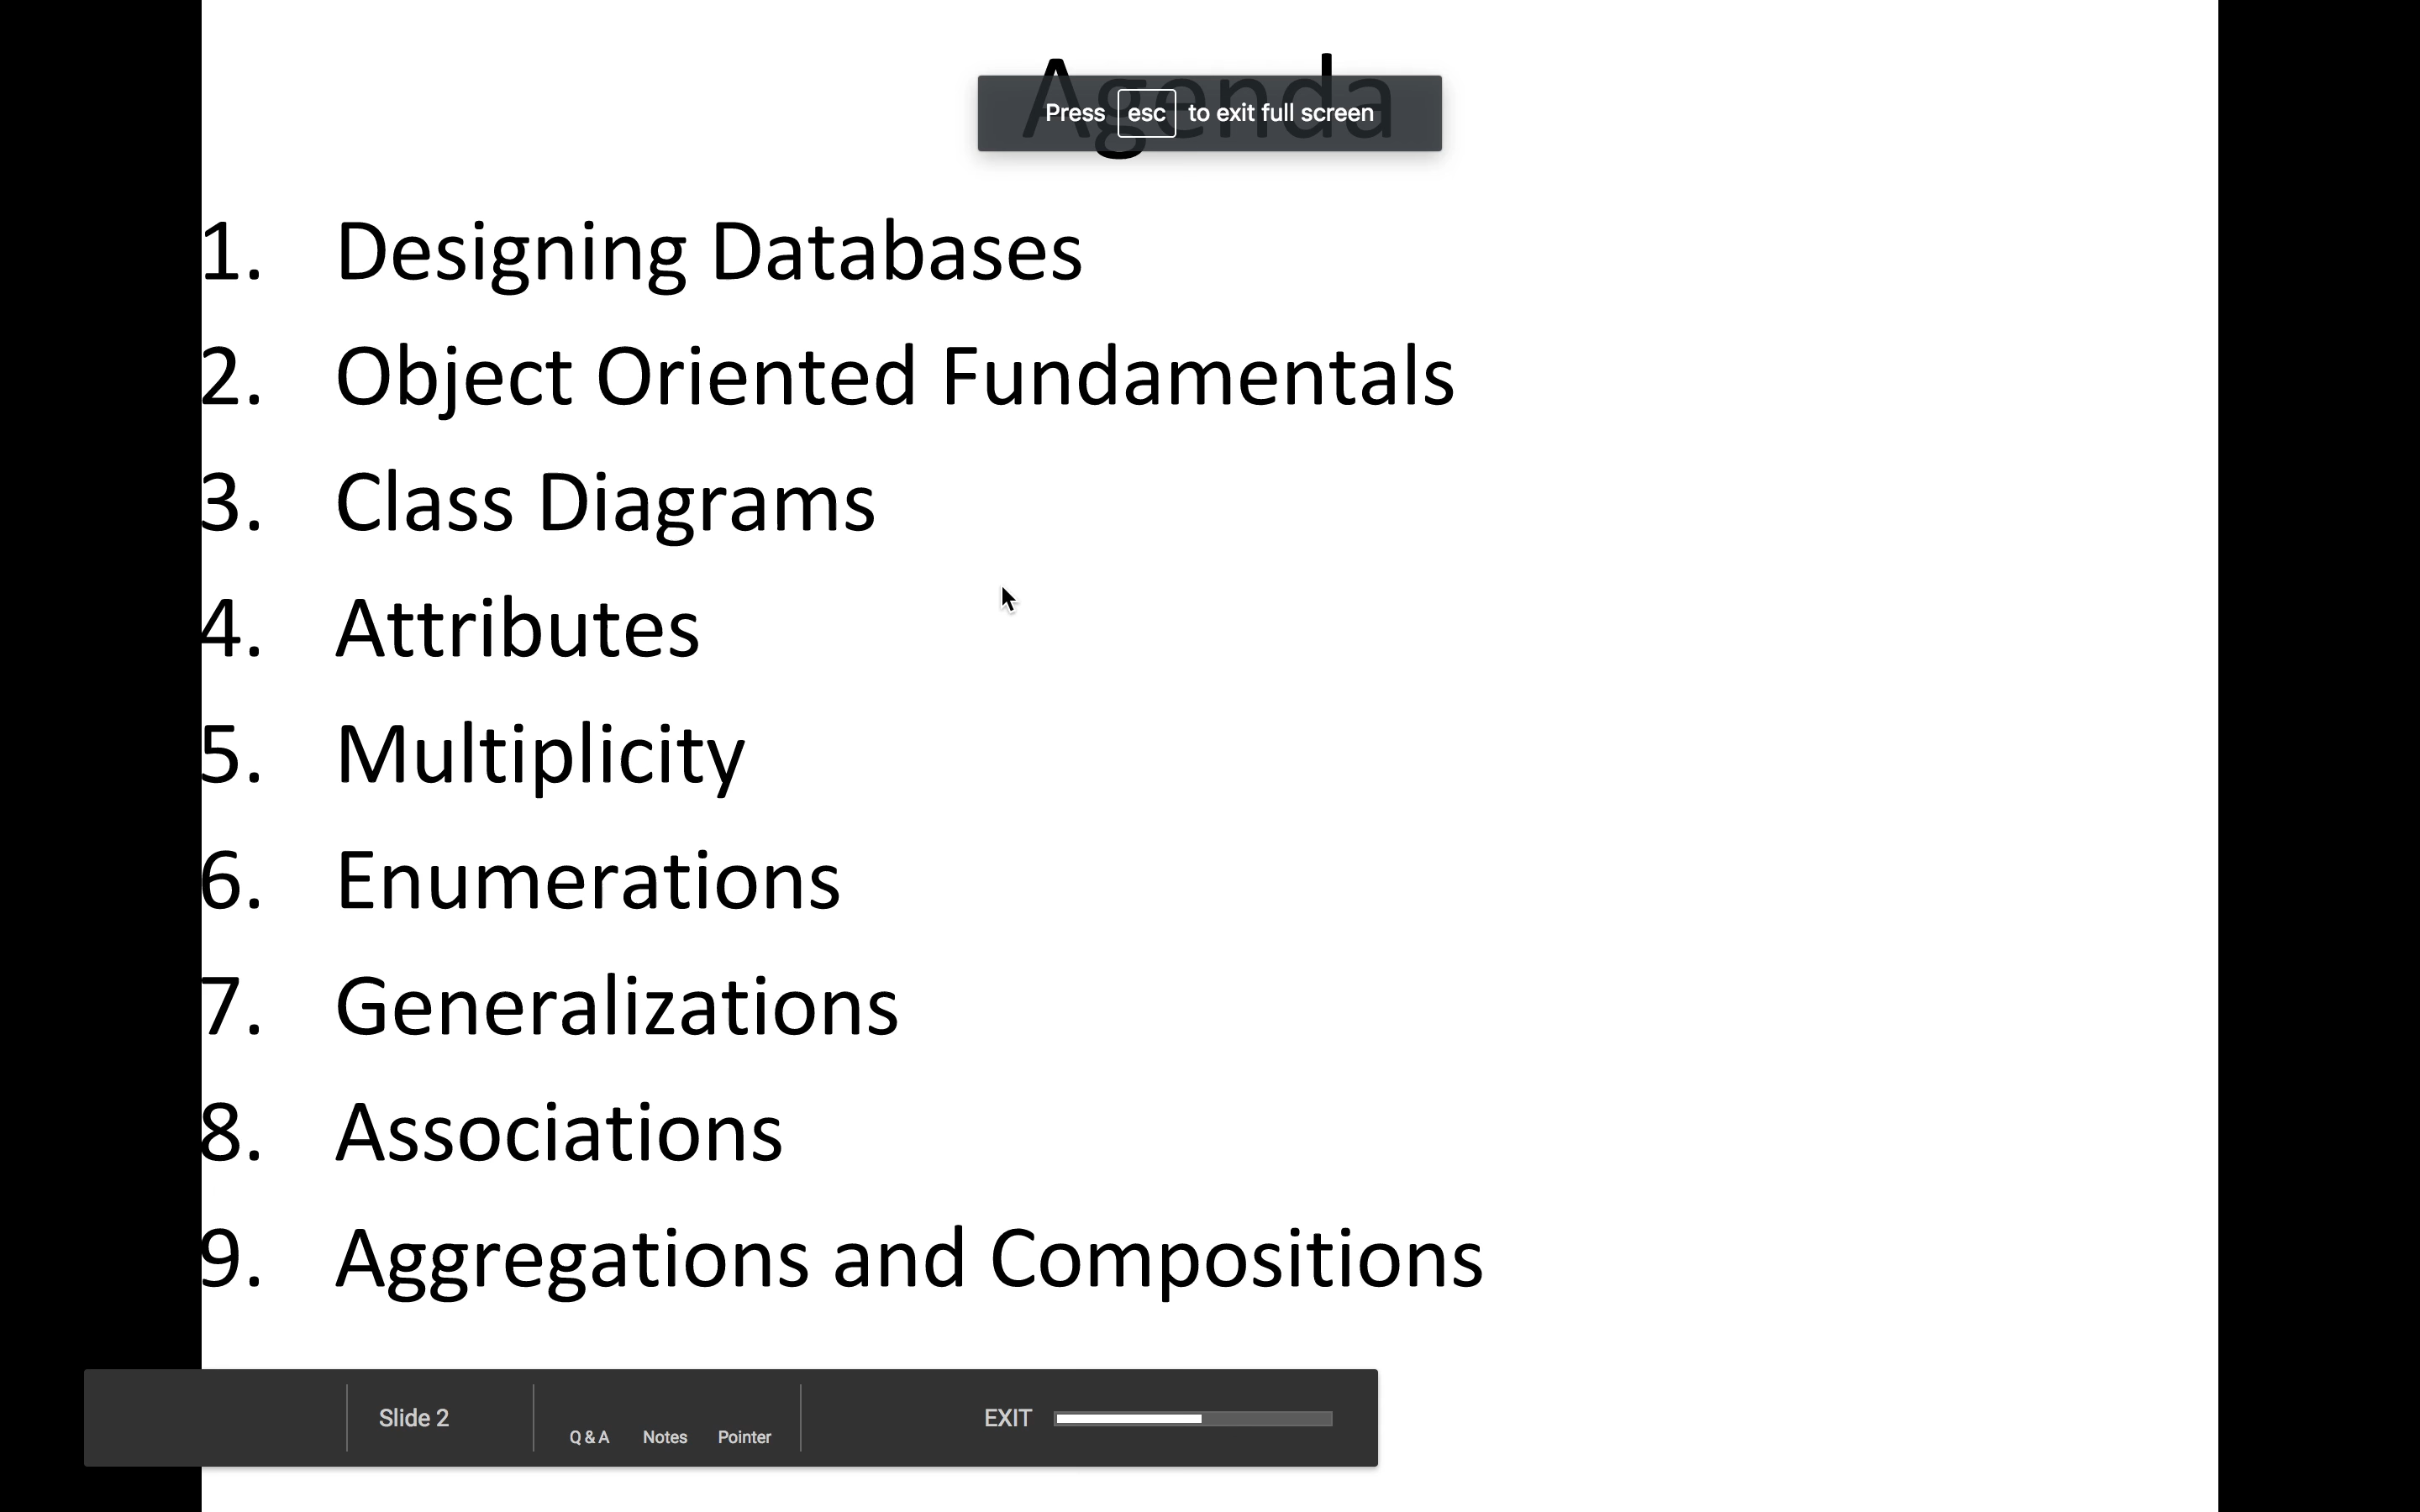 Agenda
Press esc to exit full screen
1. Designing Databases
2. Object Oriented Fundamentals
3. Class Diagrams
4. Attributes
5. Multiplicity
6. Enumerations
7. Generalizations
8. Associations
9. Aggregations and Compositions
Slide 2 Q & A Notes Pointer EXIT